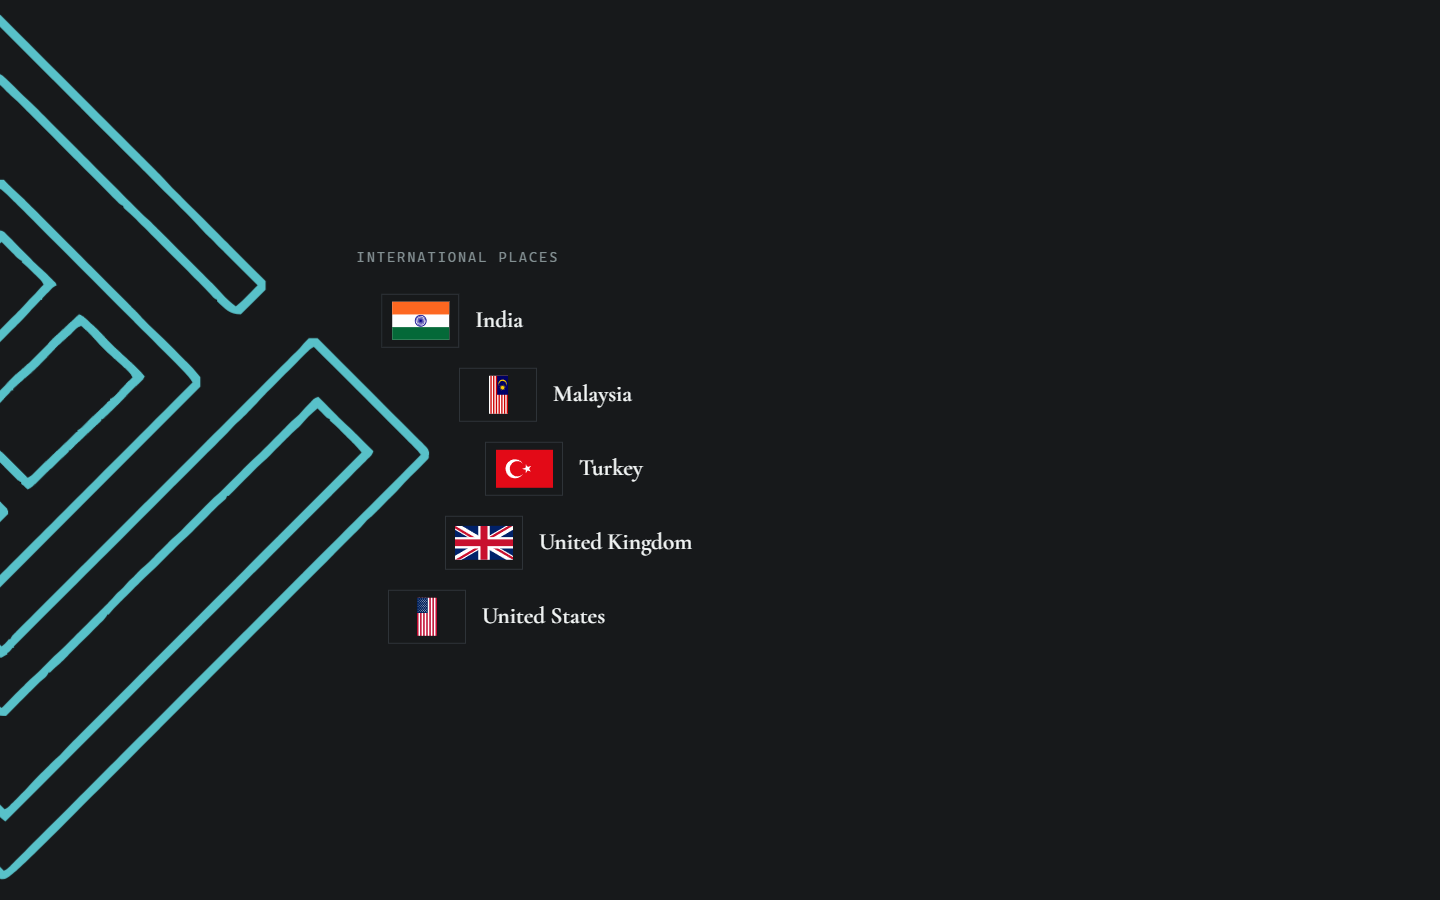 INTERNATIONAL PLACES
India
Malaysia
Turkey
United Kingdom
United States